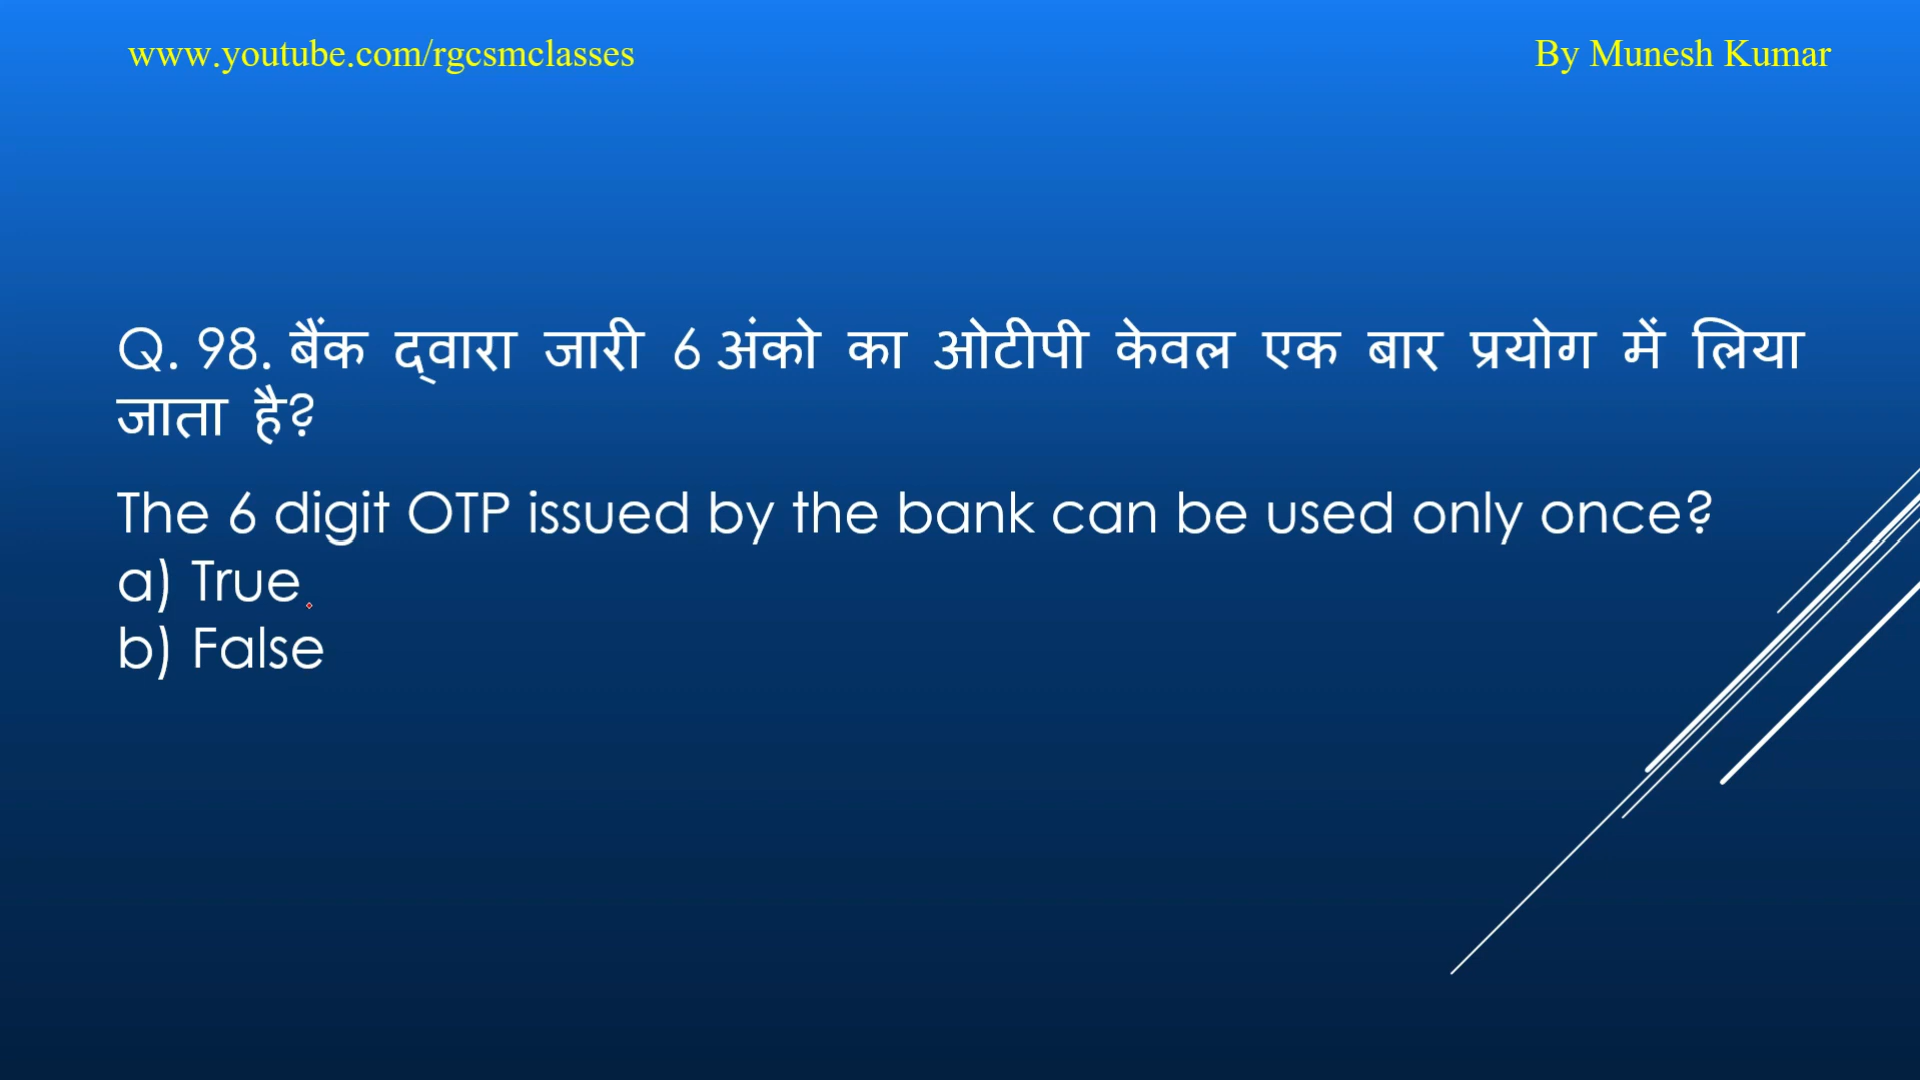 www.youtube.com/rgcsmclasses
By Munesh Kumar
Q. 98. बैंक द्वारा जारी 6 अंको का ओटीपी केवल एक बार प्रयोग में लिया
जाता है?
The 6 digit OTP issued by the bank can be used only once?
a) True
b) False